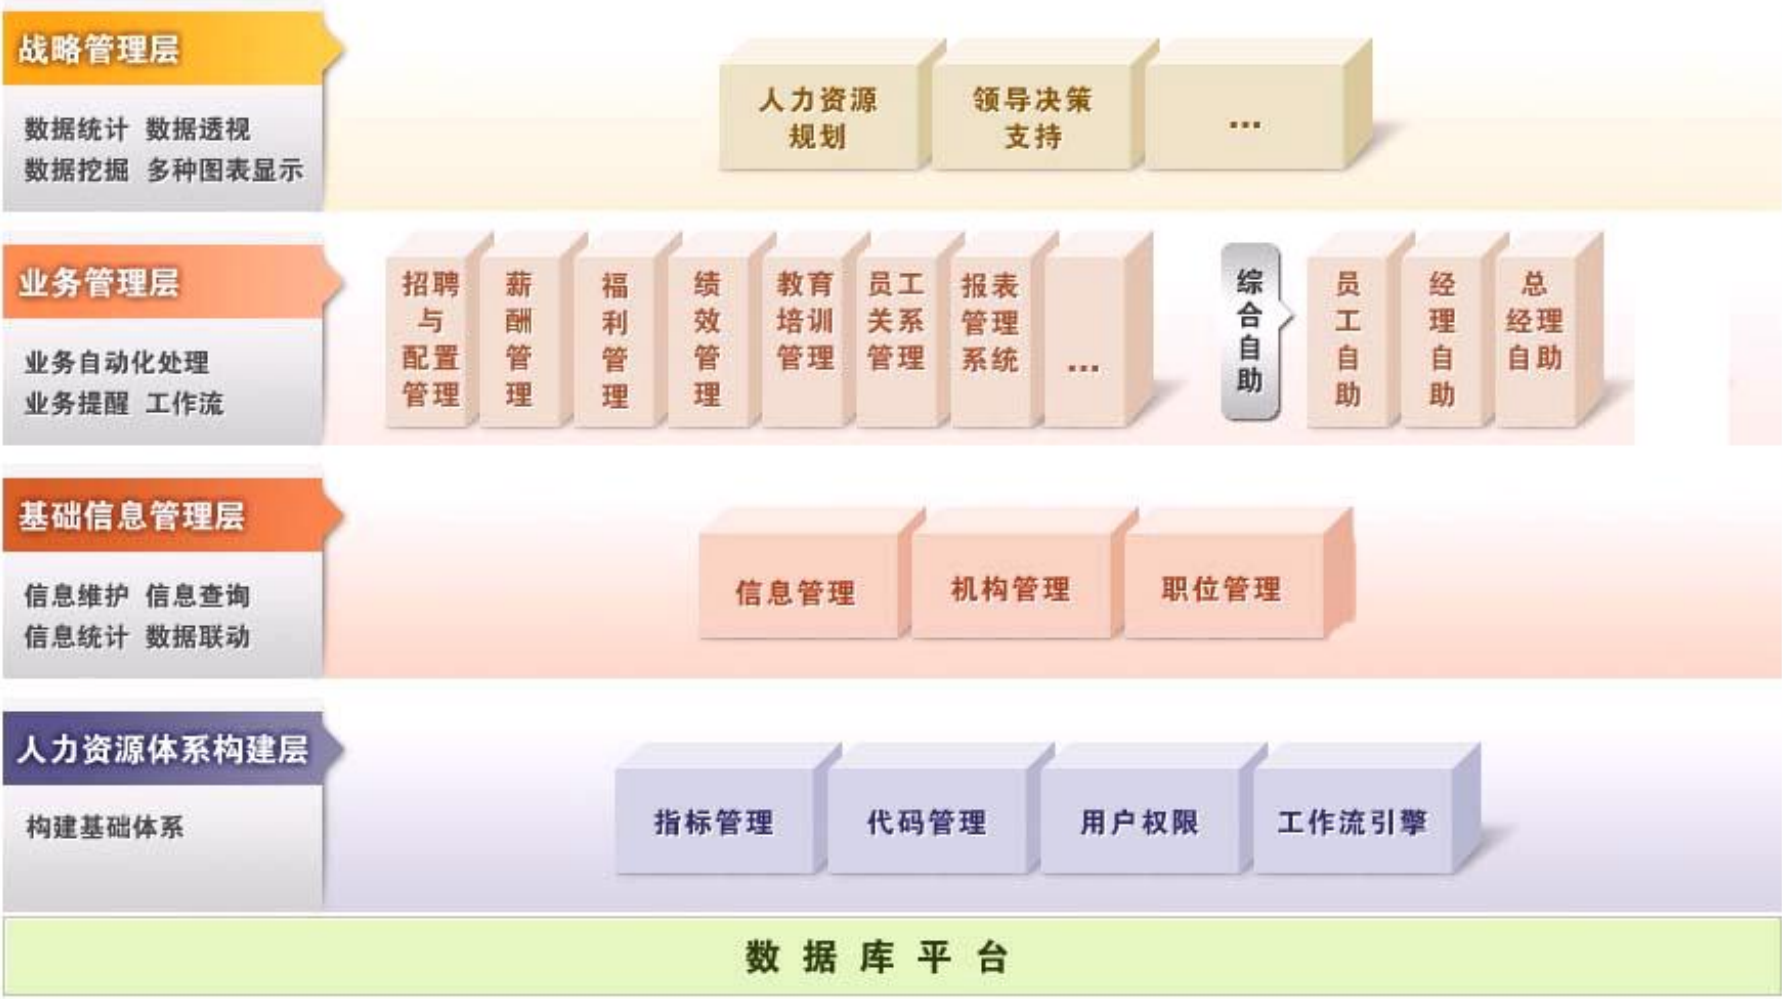 战略管理层
数据统计 数据透视
数据挖掘 多种图表显示
人力资源
规划
领导决策
支持
...
业务管理层
业务自动化处理
业务提醒 工作流
招聘
与
配置
管理
薪
酬
管
理
福
利
管
理
绩
效
管
理
教育
培训
管理
员工
关系
管理
报表
管理
系统
...
综
合
自
助
员
工
自
助
经
理
自
助
总
经理
自助
基础信息管理层
信息维护 信息查询
信息统计 数据联动
信息管理
机构管理
职位管理
人力资源体系构建层
构建基础体系
指标管理
代码管理
用户权限
工作流引擎
数据库平台